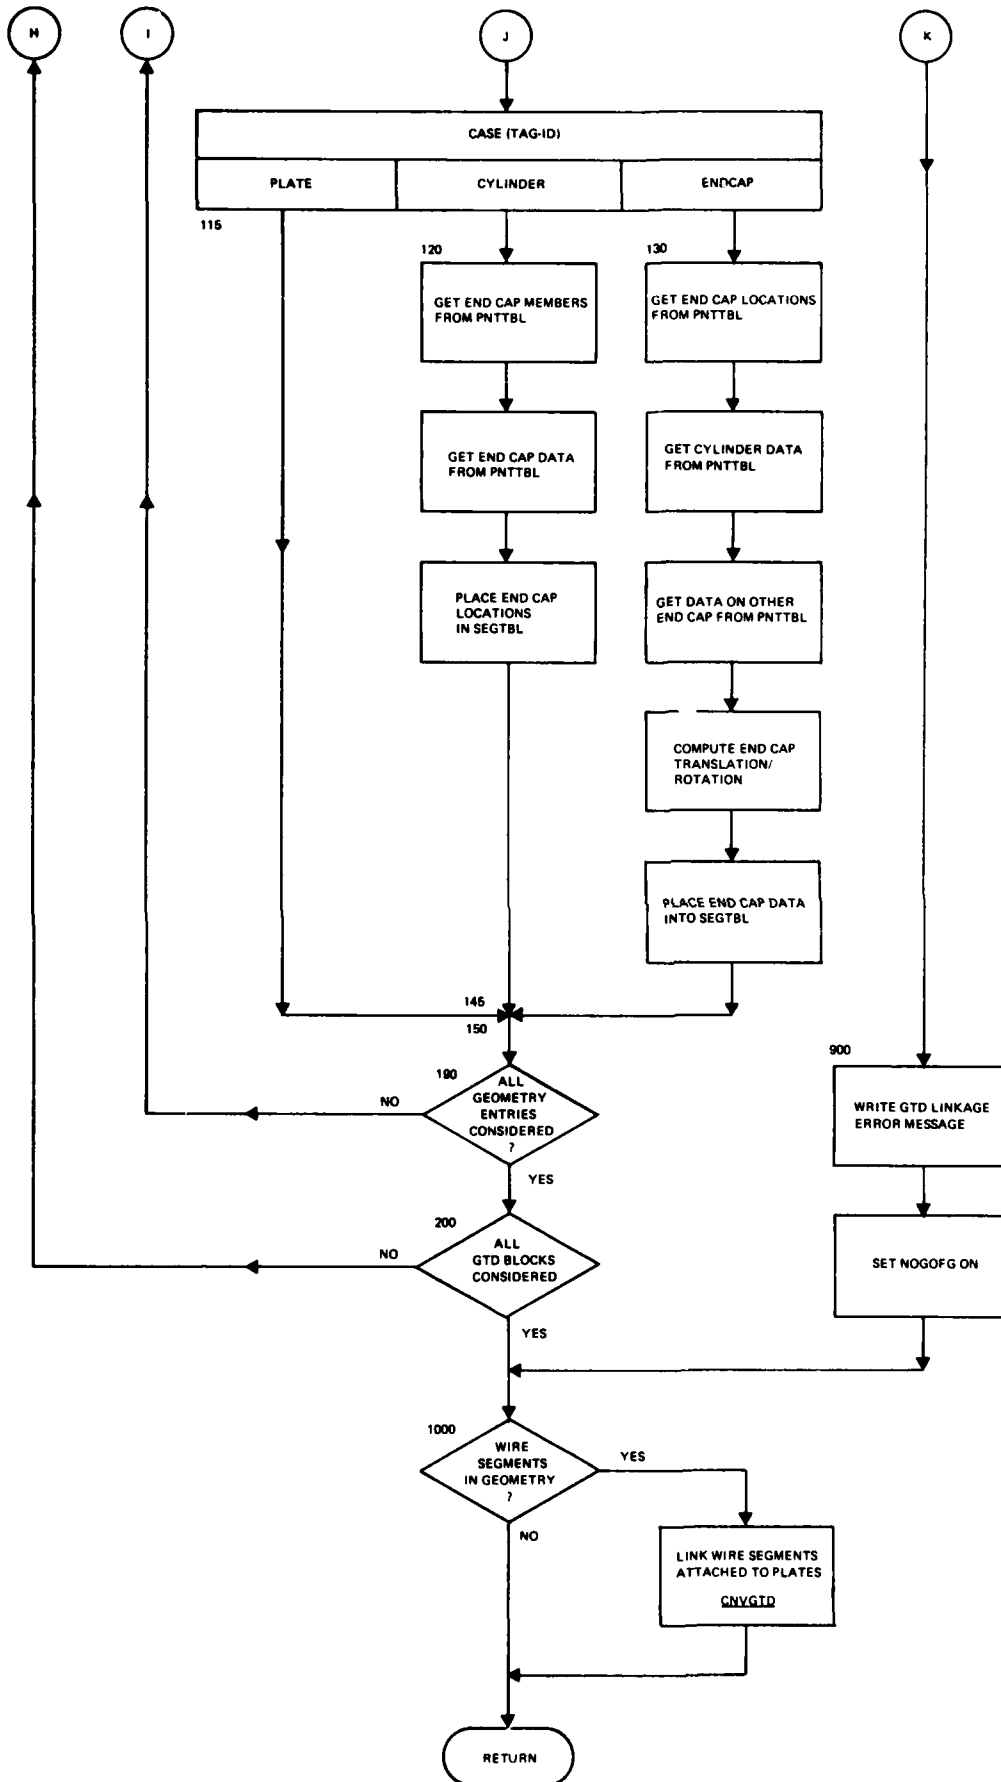 H
I
J
K
CASE (TAG-ID)
PLATE
CYLINDER
ENDCAP
115
120
130
GET END CAP MEMBERS
FROM PNTTBL
GET END CAP LOCATIONS
FROM PNTTBL
GET END CAP DATA
FROM PNTTBL
GET CYLINDER DATA
FROM PNTTBL
PLACE END CAP
LOCATIONS
IN SEGTBL
GET DATA ON OTHER
END CAP FROM PNTTBL
COMPUTE END CAP
TRANSLATION/
ROTATION
PLACE END CAP DATA
INTO SEGTBL
145
150
190
ALL
GEOMETRY
ENTRIES
CONSIDERED
?
NO
YES
900
WRITE GTD LINKAGE
ERROR MESSAGE
200
ALL
GTD BLOCKS
CONSIDERED
NO
YES
SET NOGOFG ON
1000
WIRE
SEGMENTS
IN GEOMETRY
?
YES
NO
LINK WIRE SEGMENTS
ATTACHED TO PLATES
CNVGTD
RETURN